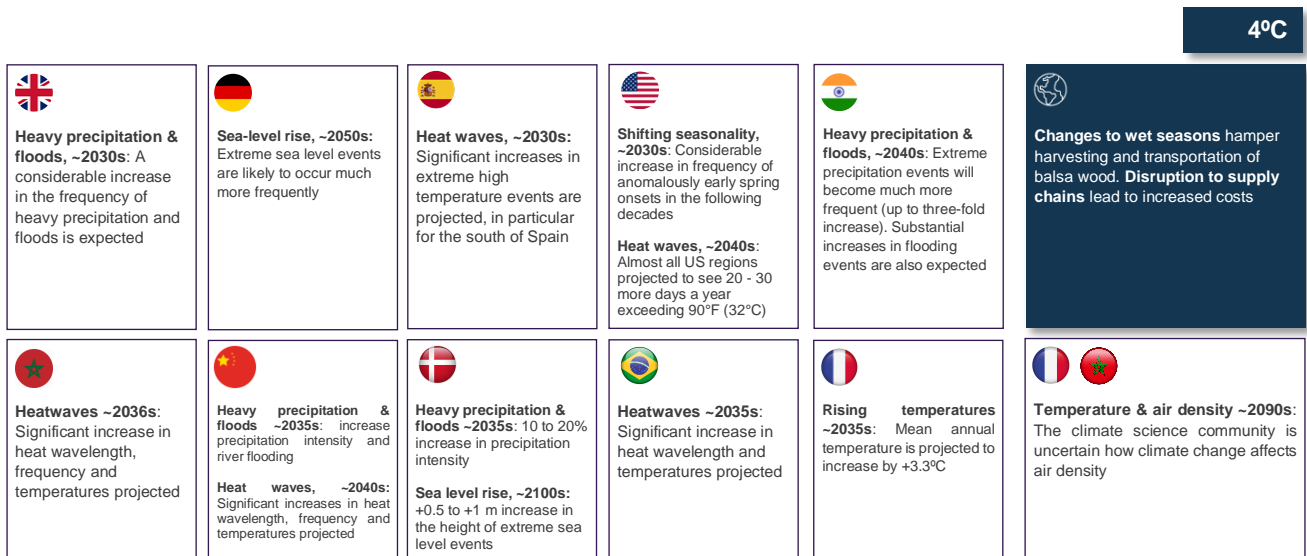 4ºC
Heavy precipitation &
floods, ~2030s: A
considerable increase
in the frequency of
heavy precipitation and
floods is expected
Sea-level rise, ~2050s:
Extreme sea level events
are likely to occur much
more frequently
Heat waves, ~2030s:
Significant increases in
extreme high
temperature events are
projected, in particular
for the south of Spain
Shifting seasonality,
~2030s: Considerable
increase in frequency of
anomalously early spring
onsets in the following
decades
Heat waves, ~2040s:
Almost all US regions
projected to see 20 - 30
more days a year
exceeding 90°F (32°C)
Heavy precipitation &
floods, ~2040s: Extreme
precipitation events will
become much more
frequent (up to three-fold
increase). Substantial
increases in flooding
events are also expected
Changes to wet seasons hamper
harvesting and transportation of
balsa wood. Disruption to supply
chains lead to increased costs
Heatwaves ~2036s:
Significant increase in
heat wavelength,
frequency and
temperatures projected
Heavy precipitation &
floods ~2035s: increase
precipitation intensity and
river flooding
Heat waves, ~2040s:
Significant increases in heat
wavelength, frequency and
temperatures projected
Heavy precipitation &
floods ~2035s: 10 to 20%
increase in precipitation
intensity
Sea level rise, ~2100s:
+0.5 to +1 m increase in
the height of extreme sea
level events
Heatwaves ~2035s:
Significant increase in
heat wavelength and
temperatures projected
Rising temperatures
~2035s: Mean annual
temperature is projected to
increase by +3.3ºC
Temperature & air density ~2090s:
The climate science community is
uncertain how climate change affects
air density